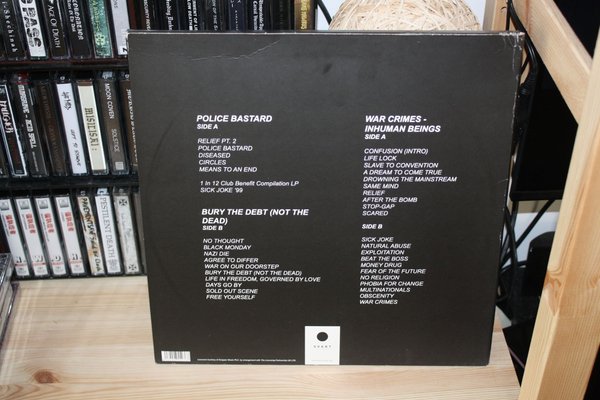 POLICE BASTARD
SIDE A
RELIEF PT. 2
POLICE BASTARD
DISEASED
CIRCLES
MEANS TO AN END
1 In 12 Club Benefit Compilation LP
SICK JOKE '99
BURY THE DEBT (NOT THE
DEAD)
SIDE B
NO THOUGHT
BLACK MONDAY
NAZI DIE
AGREE TO DIFFER
WAR ON OUR DOORSTEP
BURY THE DEBT (NOT THE DEAD)
LIFE IN FREEDOM, GOVERNED BY LOVE
DAYS GO BY
SOLD OUT SCENE
FREE YOURSELF
WAR CRIMES -
INHUMAN BEINGS
SIDE A
CONFUSION (INTRO)
LIFE LOCK
SLAVE TO CONVENTION
A DREAM TO COME TRUE
DROWNING THE MAINSTREAM
SAME MIND
RELIEF
AFTER THE BOMB
STOP-GAP
SCARED
SIDE B
SICK JOKE
NATURAL ABUSE
EXPLOITATION
BEAT THE BOSS
MONEY DRUG
FEAR OF THE FUTURE
NO RELIGION
PHOBIA FOR CHANGE
MULTINATIONALS
OBSCENITY
WAR CRIMES